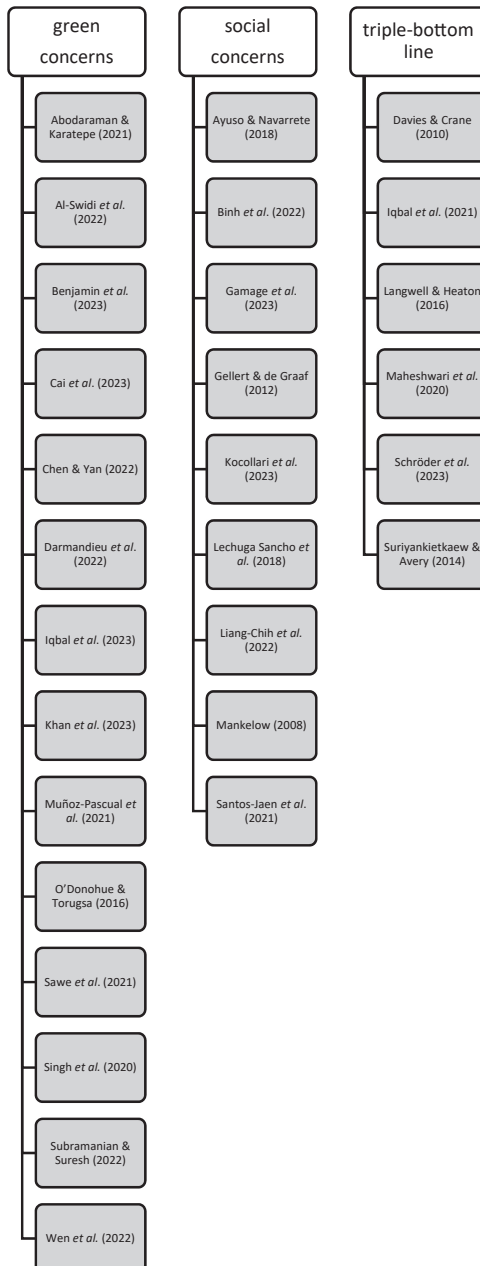 green
concerns
Abodaraman &
Karatepe (2021)
Al-Swidi et al.
(2022)
Benjamin et al.
(2023)
Cai et al. (2023)
Chen & Yan (2022)
Darmandieu et al.
(2022)
Iqbal et al. (2023)
Khan et al. (2023)
Muñoz-Pascual et
al. (2021)
O'Donohue &
Torugsa (2016)
Sawe et al. (2021)
Singh et al. (2020)
Subramanian &
Suresh (2022)
Wen et al. (2022)
social
concerns
Ayuso & Navarrete
(2018)
Binh et al. (2022)
Gamage et al.
(2023)
Gellert & de Graaf
(2012)
Kocollari et al.
(2023)
Lechuga Sancho et
al. (2018)
Liang-Chih et al.
(2022)
Mankelow (2008)
Santos-Jaen et al.
(2021)
triple-bottom
line
Davies & Crane
(2010)
Iqbal et al. (2021)
Langwell & Heaton
(2016)
Maheshwari et al.
(2020)
Schröder et al.
(2023)
Suriyankietkaew &
Avery (2014)